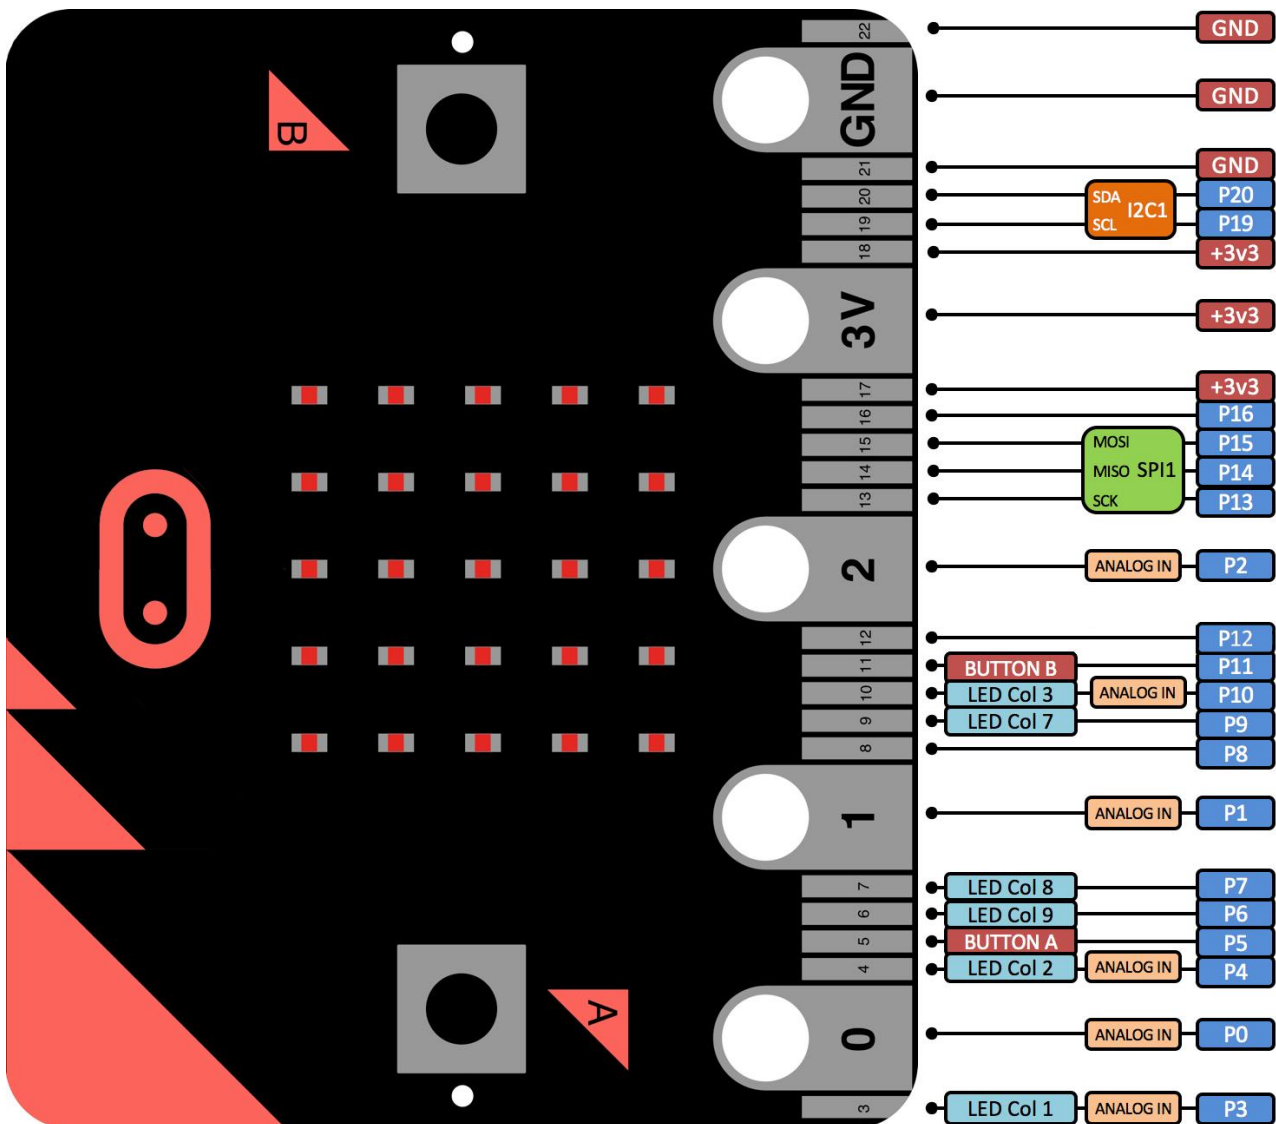 22 GND
GND GND
21 GND
20 SDA I2C1 P20
19 SCL P19
18 +3v3
3V +3v3
17 +3v3
16 P16
15 MOSI P15
14 MISO SPI1 P14
13 SCK P13
2 ANALOG IN P2
12 P12
11 BUTTON B P11
10 LED Col 3 ANALOG IN P10
9 LED Col 7 P9
8 P8
1 ANALOG IN P1
7 LED Col 8 P7
6 LED Col 9 P6
5 BUTTON A P5
4 LED Col 2 ANALOG IN P4
0 ANALOG IN P0
3 LED Col 1 ANALOG IN P3
B
A